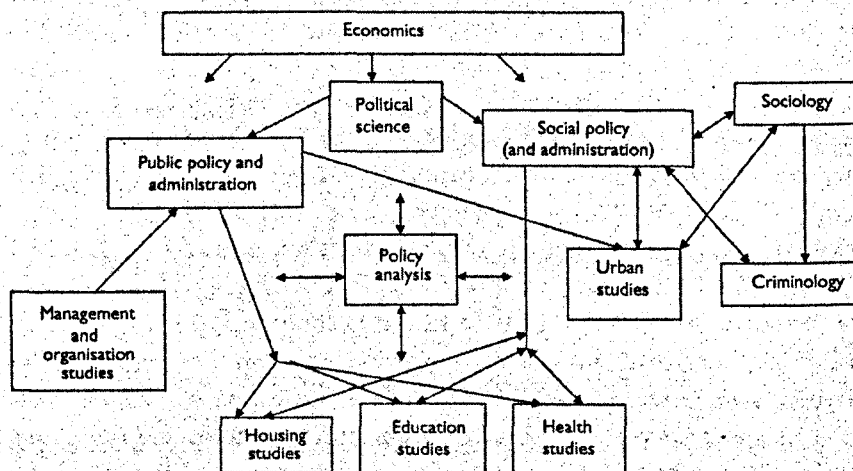 Economics
Political
science
Sociology
Social policy
(and administration)
Public policy and
administration
Policy
analysis
Urban
studies
Criminology
Management
and
organisation
studies
Housing
studies
Education
studies
Health
studies